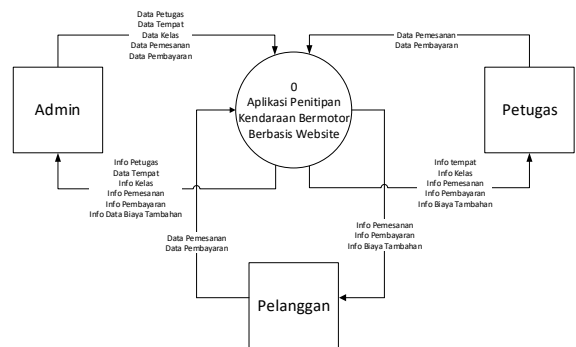 Data Petugas
Data Tempat
Data Kelas
Data Pemesanan
Data Pembayaran
Data Pemesanan
Data Pembayaran
Admin
0
Aplikasi Penitipan
Kendaraan Bermotor
Berbasis Website
Petugas
Info Petugas
Data Tempat
Info Kelas
Info Pemesanan
Info Pembayaran
Info Data Biaya Tambahan
Info tempat
Info Kelas
Info Pemesanan
Info Pembayaran
Info Biaya Tambahan
Data Pemesanan
Data Pembayaran
Info Pemesanan
Info Pembayaran
Info Biaya Tambahan
Pelanggan